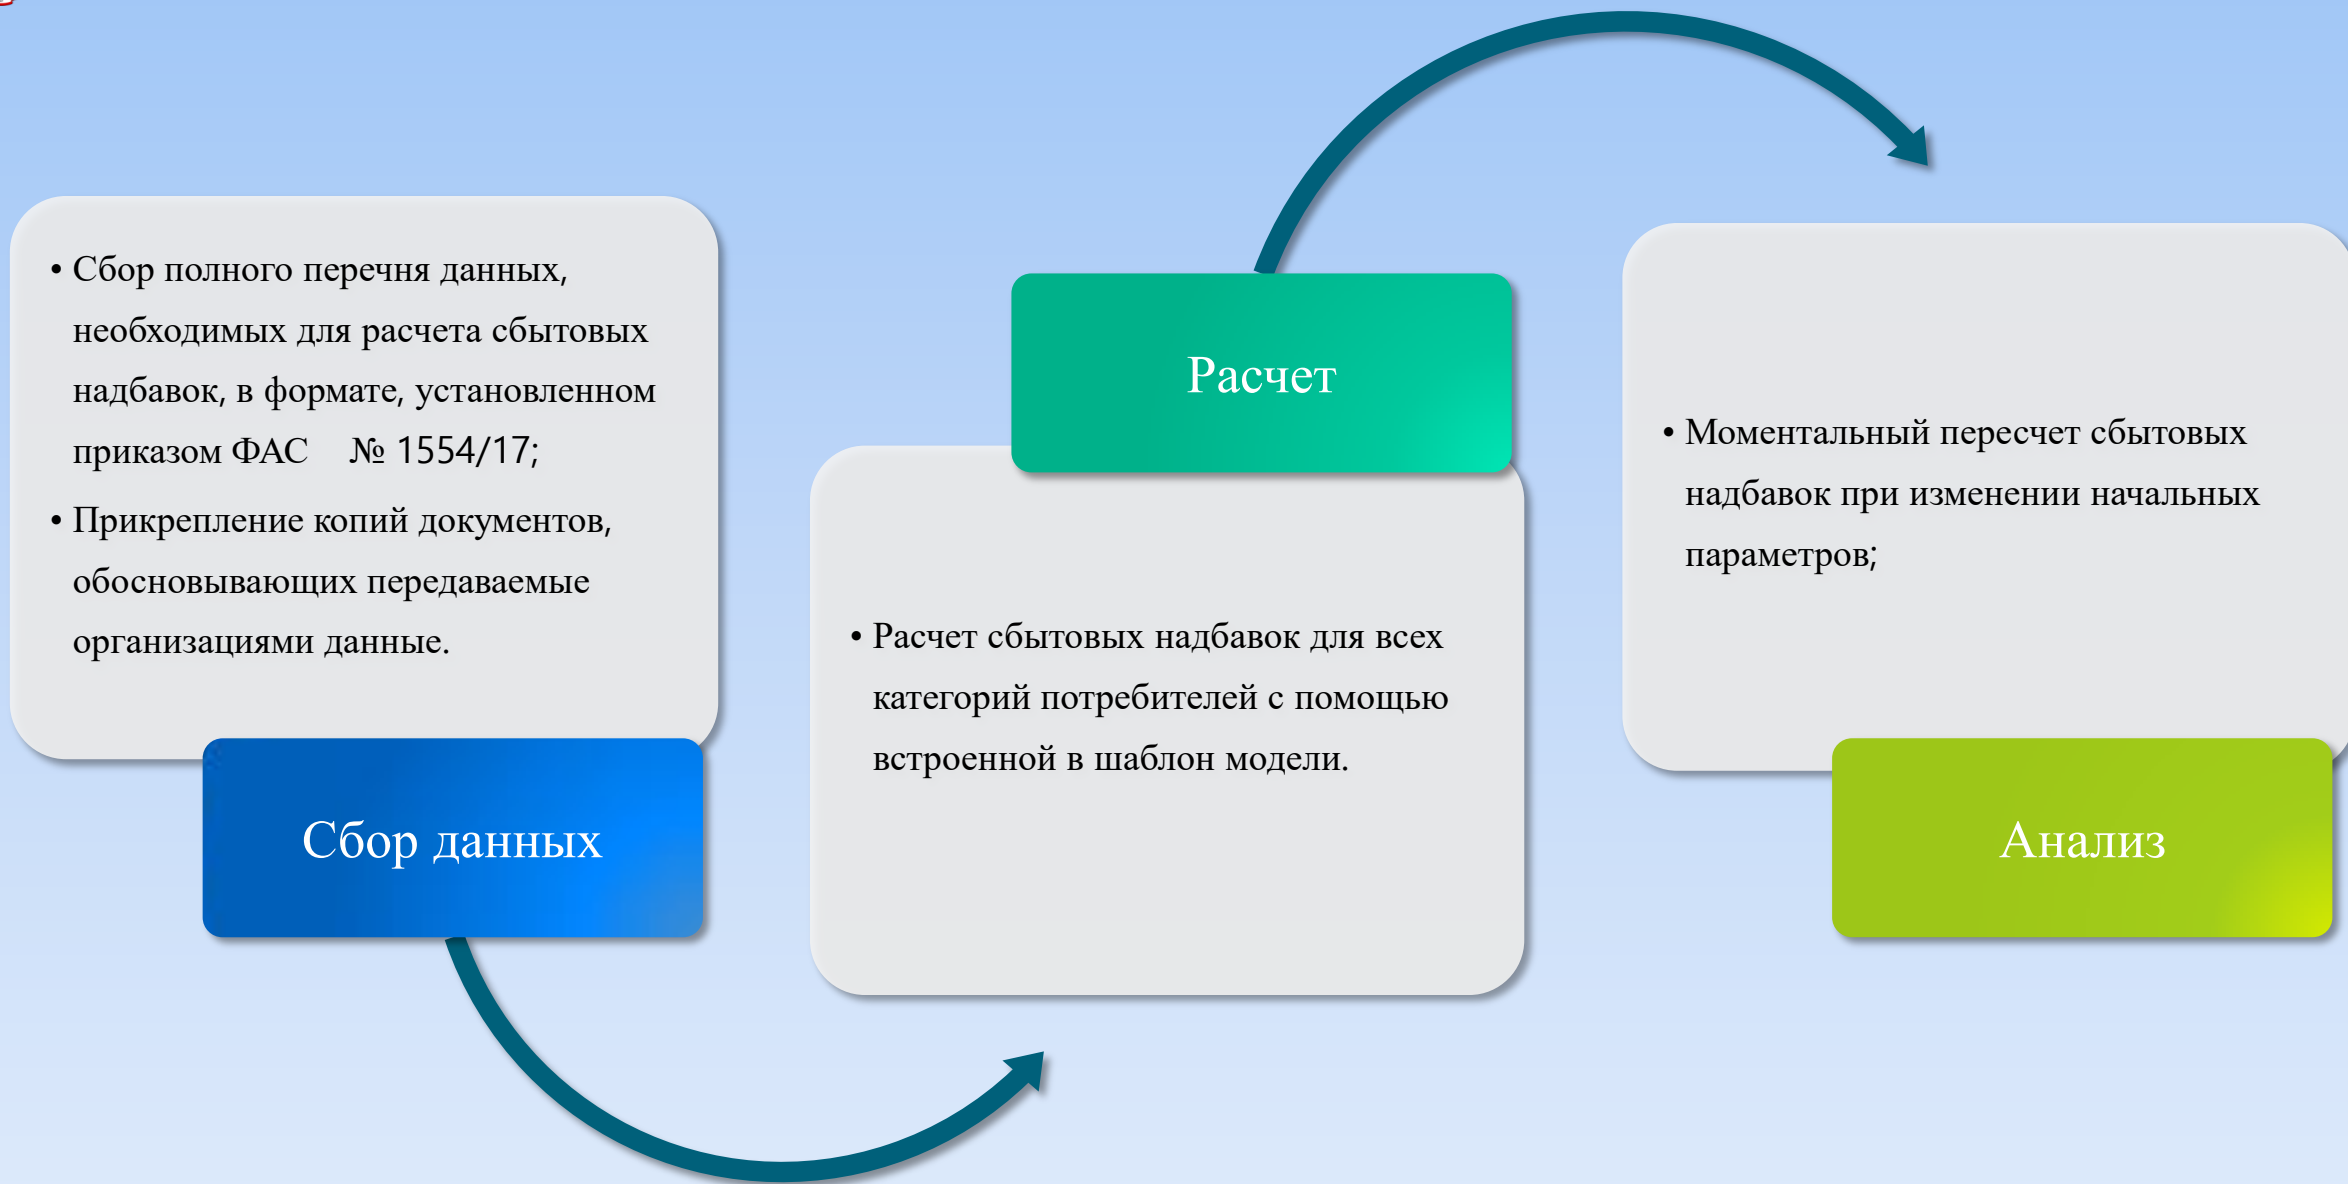 • Сбор полного перечня данных,
необходимых для расчета сбытовых
надбавок, в формате, установленном
приказом ФАС № 1554/17;
• Прикрепление копий документов,
обосновывающих передаваемые
организациями данные.
Сбор данных
Расчет
• Расчет сбытовых надбавок для всех
категорий потребителей с помощью
встроенной в шаблон модели.
• Моментальный пересчет сбытовых
надбавок при изменении начальных
параметров;
Анализ